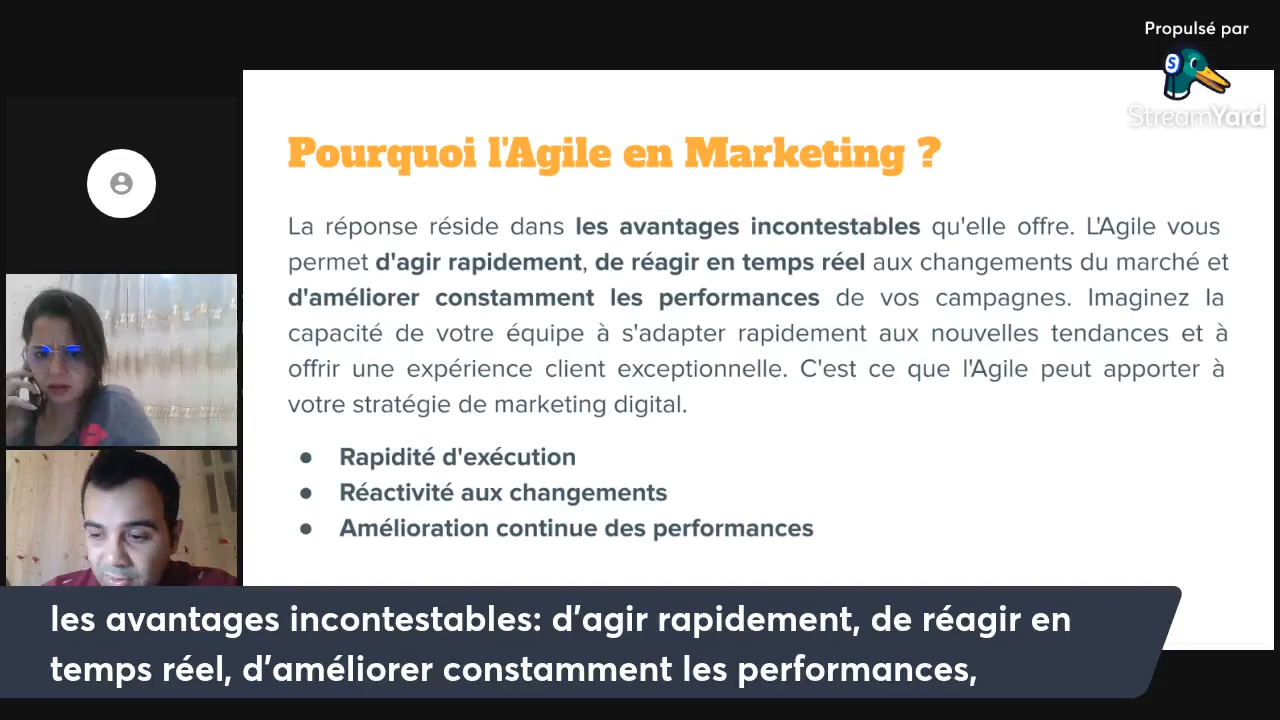 Propulsé par
S
StreamYard
Pourquoi l'Agile en Marketing ?
La réponse réside dans les avantages incontestables qu'elle offre. L'Agile vous
permet d'agir rapidement, de réagir en temps réel aux changements du marché et
d'améliorer constamment les performances de vos campagnes. Imaginez la
capacité de votre équipe à s'adapter rapidement aux nouvelles tendances et à
offrir une expérience client exceptionnelle. C'est ce que l'Agile peut apporter à
votre stratégie de marketing digital.
● Rapidité d'exécution
● Réactivité aux changements
● Amélioration continue des performances
les avantages incontestables: d'agir rapidement, de réagir en
temps réel, d'améliorer constamment les performances,